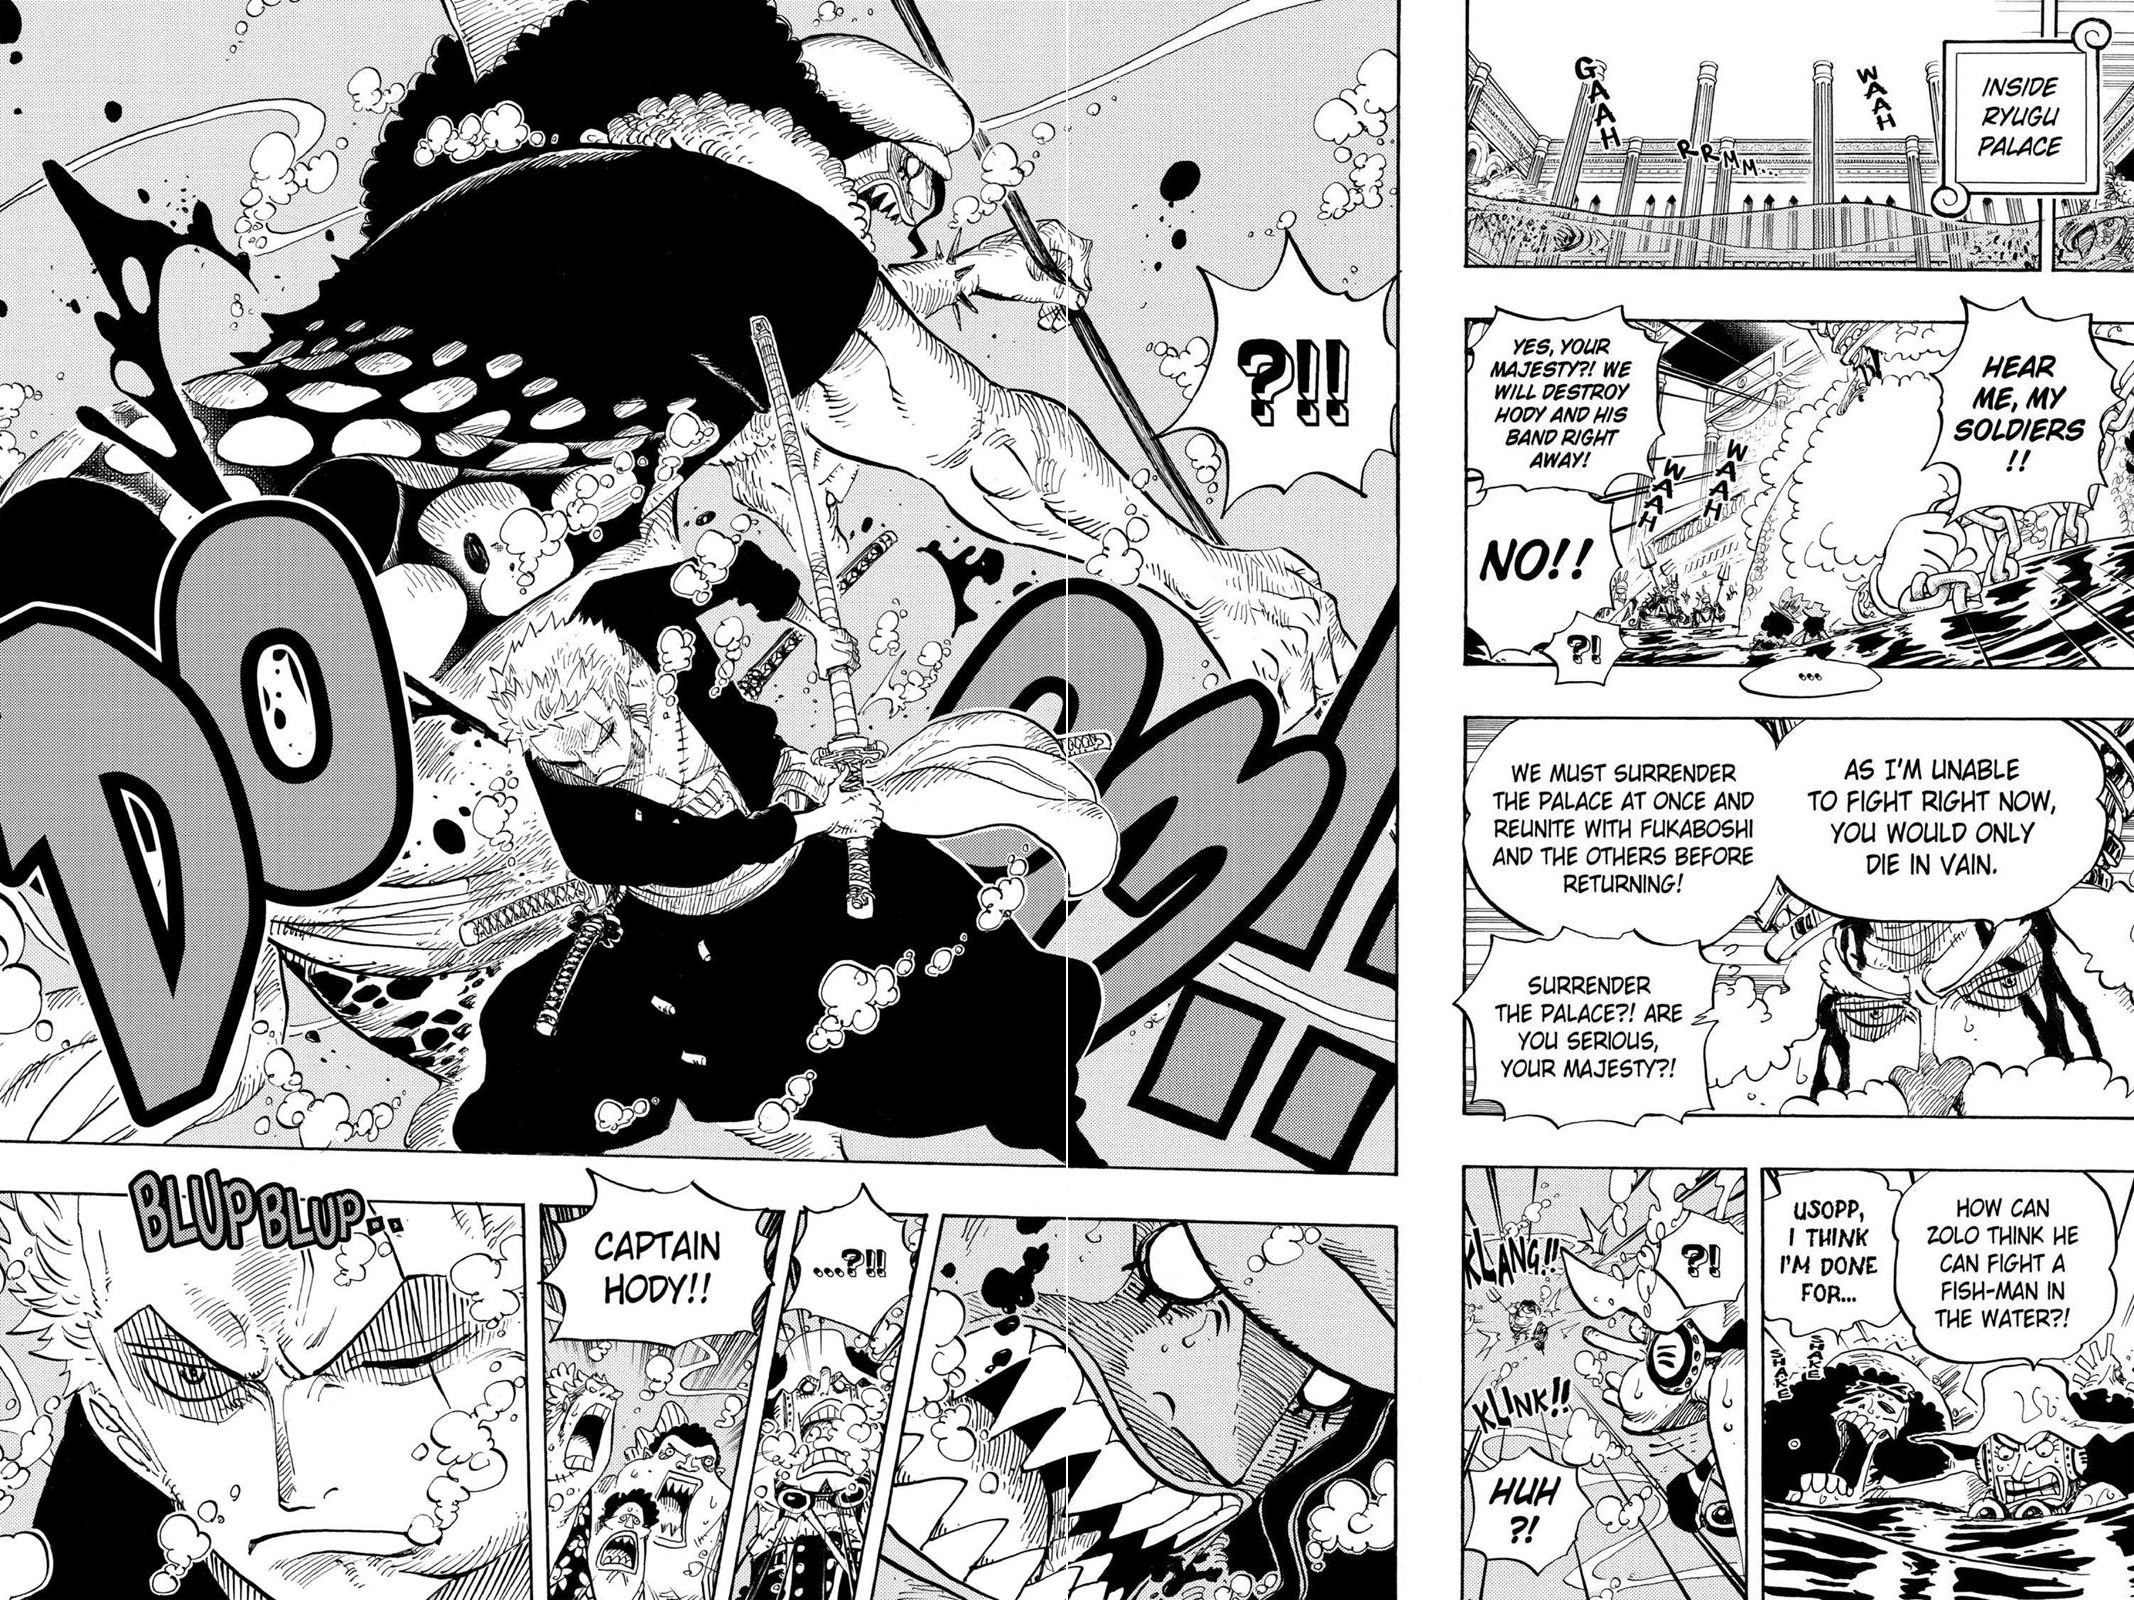 INSIDE
RYUGU
PALACE
WAAH
GAAH
RRMM...
HEAR
ME, MY
SOLDIERS
!!
YES, YOUR
MAJESTY?! WE
WILL DESTROY
HODY AND HIS
BAND RIGHT
AWAY!
WAAH
WAAH
NO!!
?!
...
AS I'M UNABLE
TO FIGHT RIGHT NOW,
YOU WOULD ONLY
DIE IN VAIN.
WE MUST SURRENDER
THE PALACE AT ONCE AND
REUNITE WITH FUKABOSHI
AND THE OTHERS BEFORE
RETURNING!
SURRENDER
THE PALACE?! ARE
YOU SERIOUS,
YOUR MAJESTY?!
HOW CAN
ZOLO THINK HE
CAN FIGHT A
FISH-MAN IN
THE WATER?!
USOPP,
I THINK
I'M DONE
FOR...
SHAKE
SHAKE
?!
KLANG!!
KLINK!!
HUH
?!
?!!
DOOM!!
...?!!
CAPTAIN
HODY!!
BLUP BLUP...